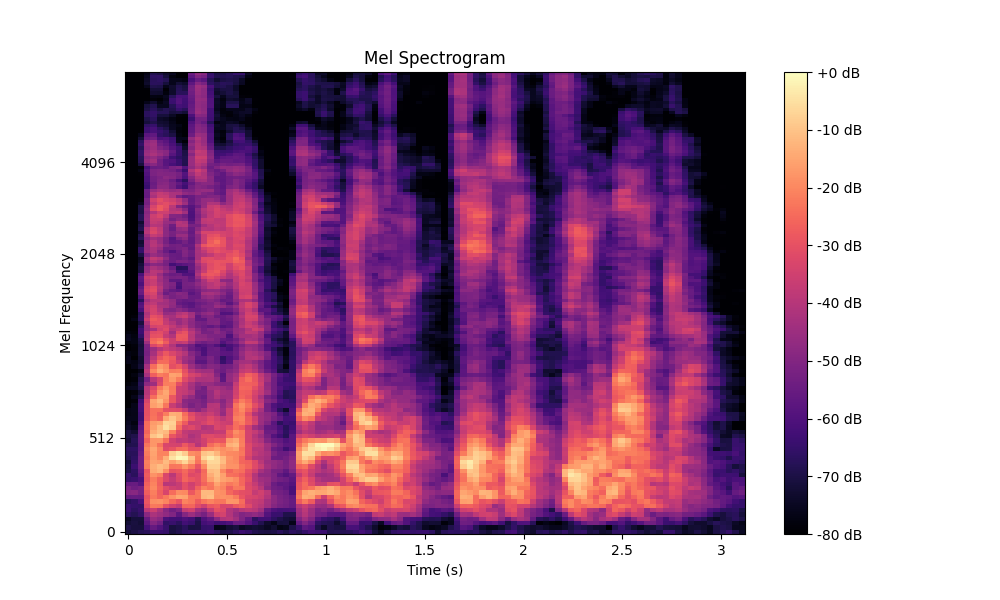 Mel Spectrogram
+0 dB
-10 dB
-20 dB
-30 dB
-40 dB
-50 dB
-60 dB
-70 dB
-80 dB
Mel Frequency
4096
2048
1024
512
0
0 0.5 1 1.5 2 2.5 3
Time (s)